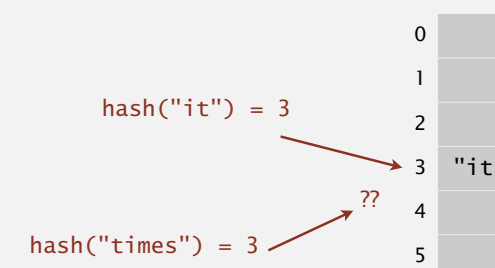 0
1
hash("it") = 3
2
3 "it
??
4
hash("times") = 3
5